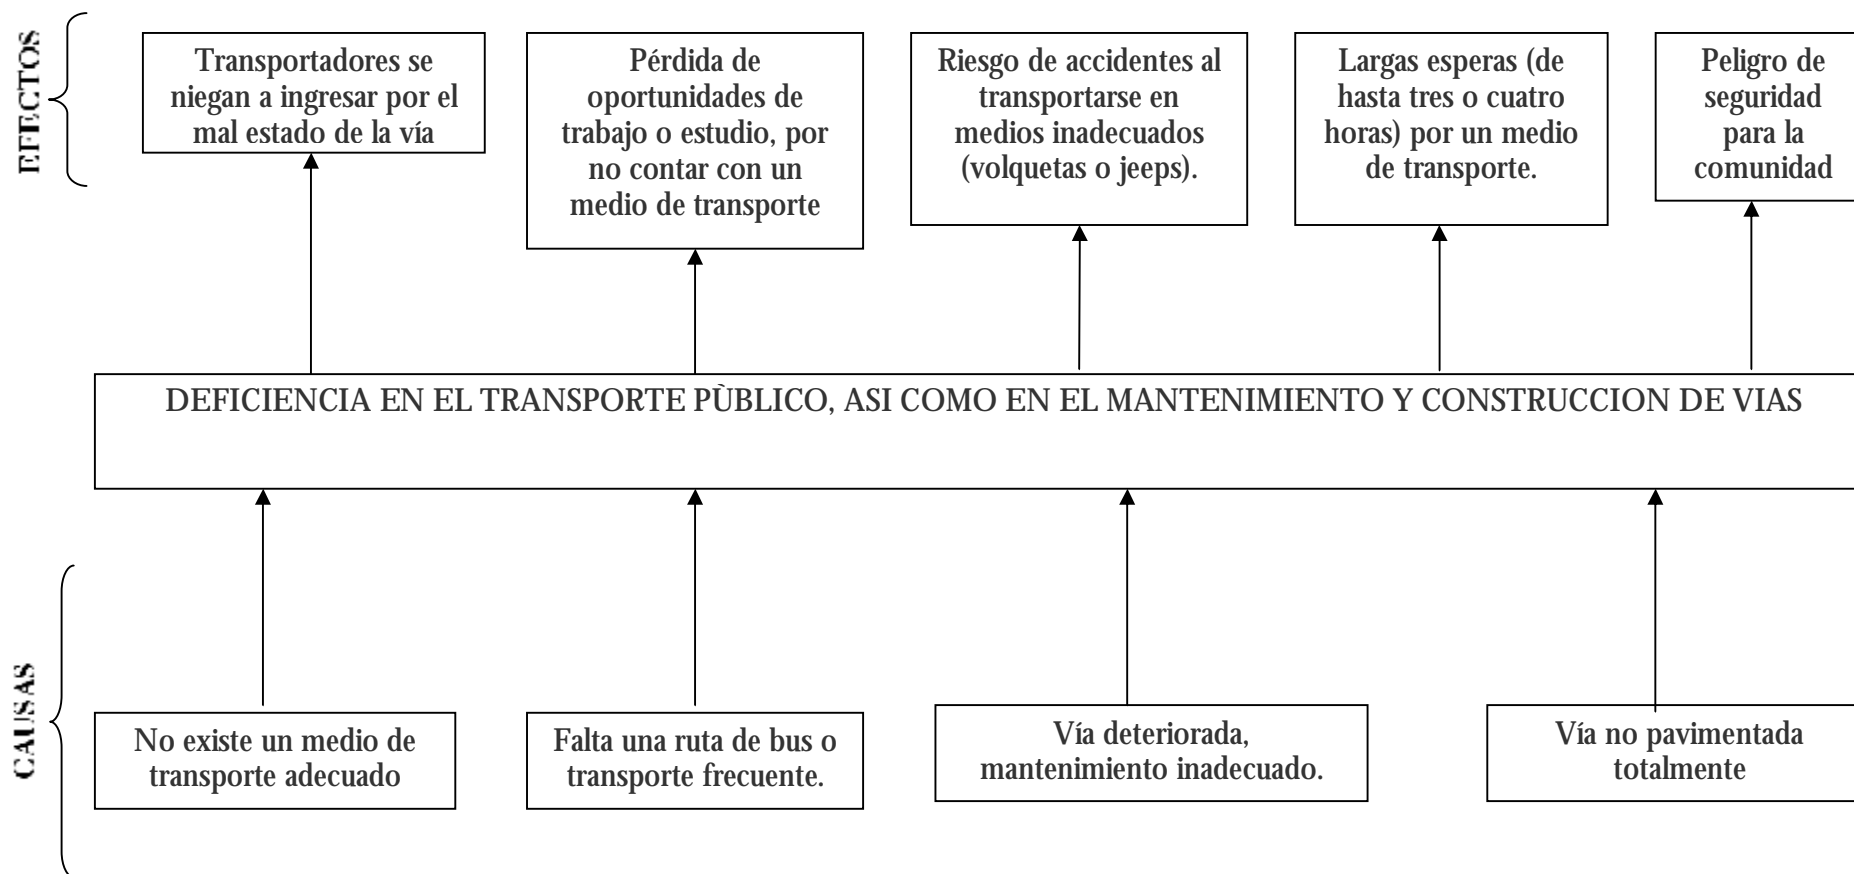 EFECTOS
Transportadores se
niegan a ingresar por el
mal estado de la vía
Pérdida de
oportunidades de
trabajo o estudio, por
no contar con un
medio de transporte
Riesgo de accidentes al
transportarse en
medios inadecuados
(volquetas o jeeps).
Largas esperas (de
hasta tres o cuatro
horas) por un medio
de transporte.
Peligro de
seguridad
para la
comunidad
DEFICIENCIA EN EL TRANSPORTE PÙBLICO, ASI COMO EN EL MANTENIMIENTO Y CONSTRUCCION DE VIAS
CAUSAS
No existe un medio de
transporte adecuado
Falta una ruta de bus o
transporte frecuente.
Vía deteriorada,
mantenimiento inadecuado.
Vía no pavimentada
totalmente